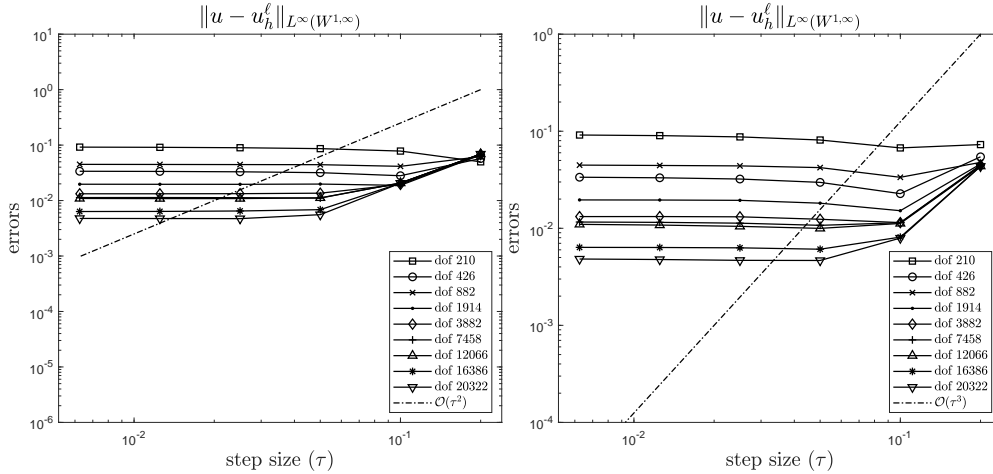 ‖u − u_h^ℓ‖_{L^∞(W^{1,∞})}
10^1
10^0
10^-1
10^-2
10^-3
10^-4
10^-5
10^-6
errors
dof 210
dof 426
dof 882
dof 1914
dof 3882
dof 7458
dof 12066
dof 16386
dof 20322
𝒪(τ^2)
10^-2
10^-1
step size (τ)
‖u − u_h^ℓ‖_{L^∞(W^{1,∞})}
10^0
10^-1
10^-2
10^-3
10^-4
errors
dof 210
dof 426
dof 882
dof 1914
dof 3882
dof 7458
dof 12066
dof 16386
dof 20322
𝒪(τ^3)
10^-2
10^-1
step size (τ)